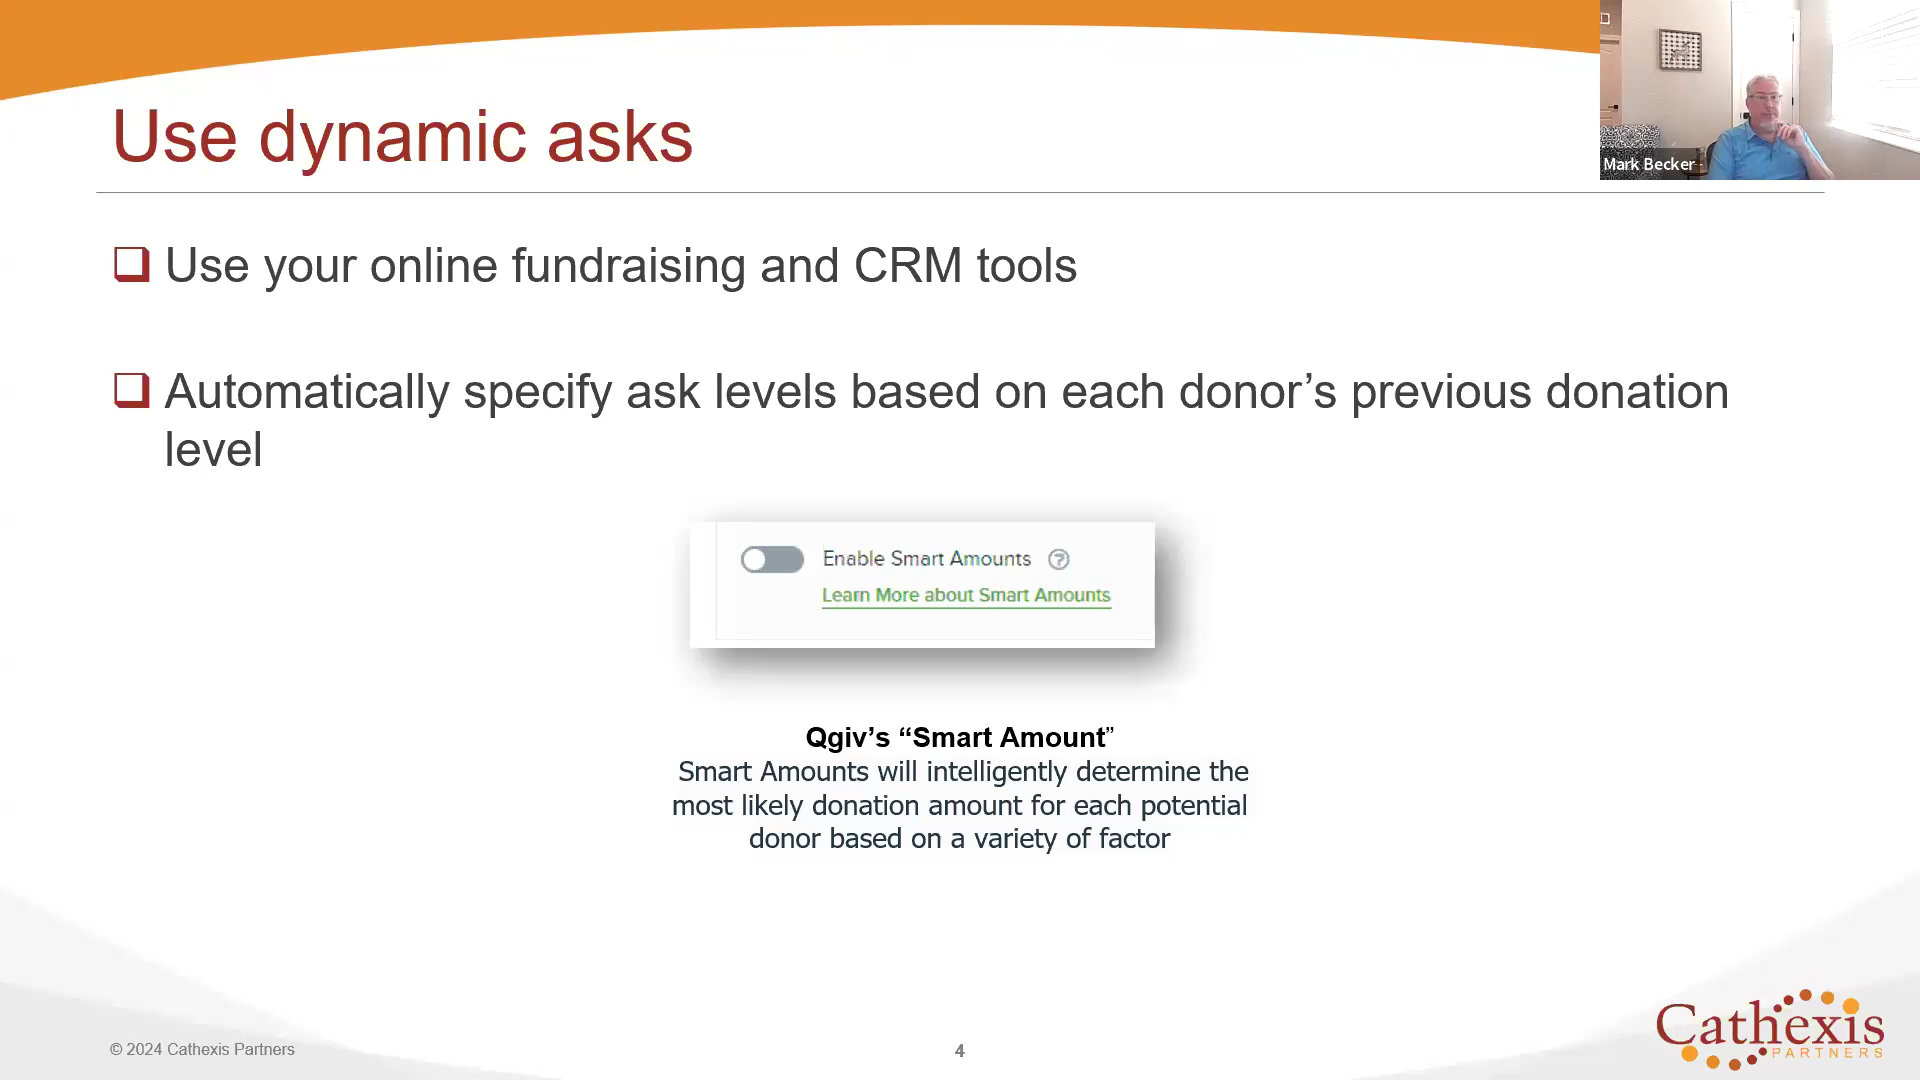 Use dynamic asks
Mark Becker
Use your online fundraising and CRM tools
Automatically specify ask levels based on each donor’s previous donation
level
Enable Smart Amounts ?
Learn More about Smart Amounts
Qgiv’s “Smart Amount”
Smart Amounts will intelligently determine the
most likely donation amount for each potential
donor based on a variety of factor
© 2024 Cathexis Partners
4
Cathexis
PARTNERS